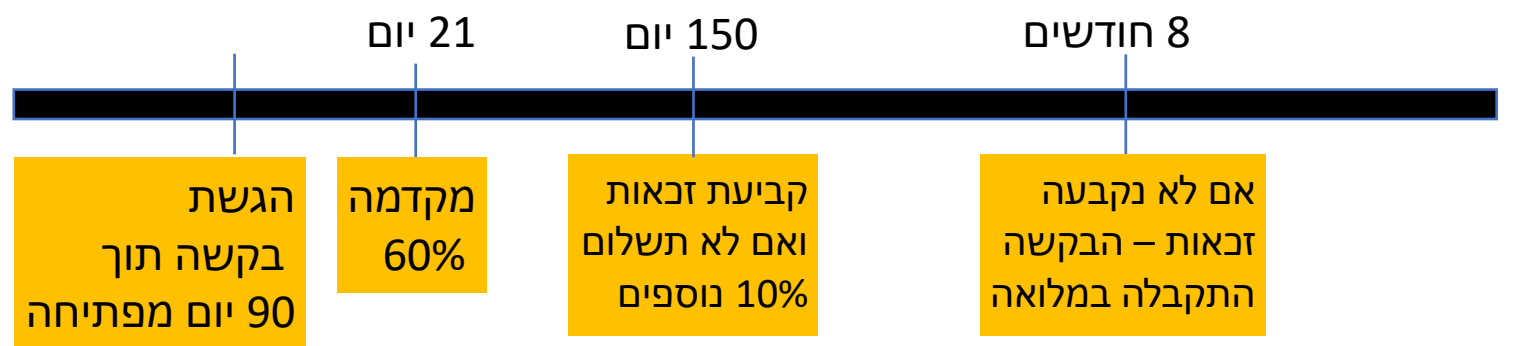 21 יום
150 יום
8 חודשים
הגשת
בקשה תוך
90 יום מפתיחה
מקדמה
60%
קביעת זכאות
ואם לא תשלום
10% נוספים
אם לא נקבעה
זכאות – הבקשה
התקבלה במלואה